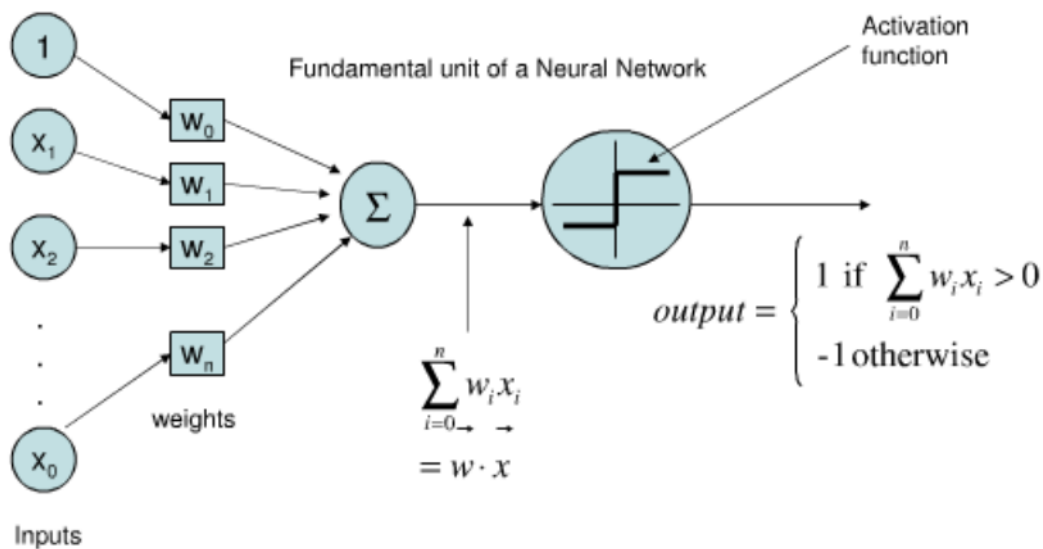 Activation
function
Fundamental unit of a Neural Network
1
x₁
x₂
.
.
.
x₀
Inputs
w₀
w₁
w₂
wₙ
weights
Σ
n
∑ wᵢxᵢ
i=0
= w⃗ · x⃗
output = { 1 if ∑ⁿᵢ₌₀ wᵢxᵢ > 0
-1 otherwise